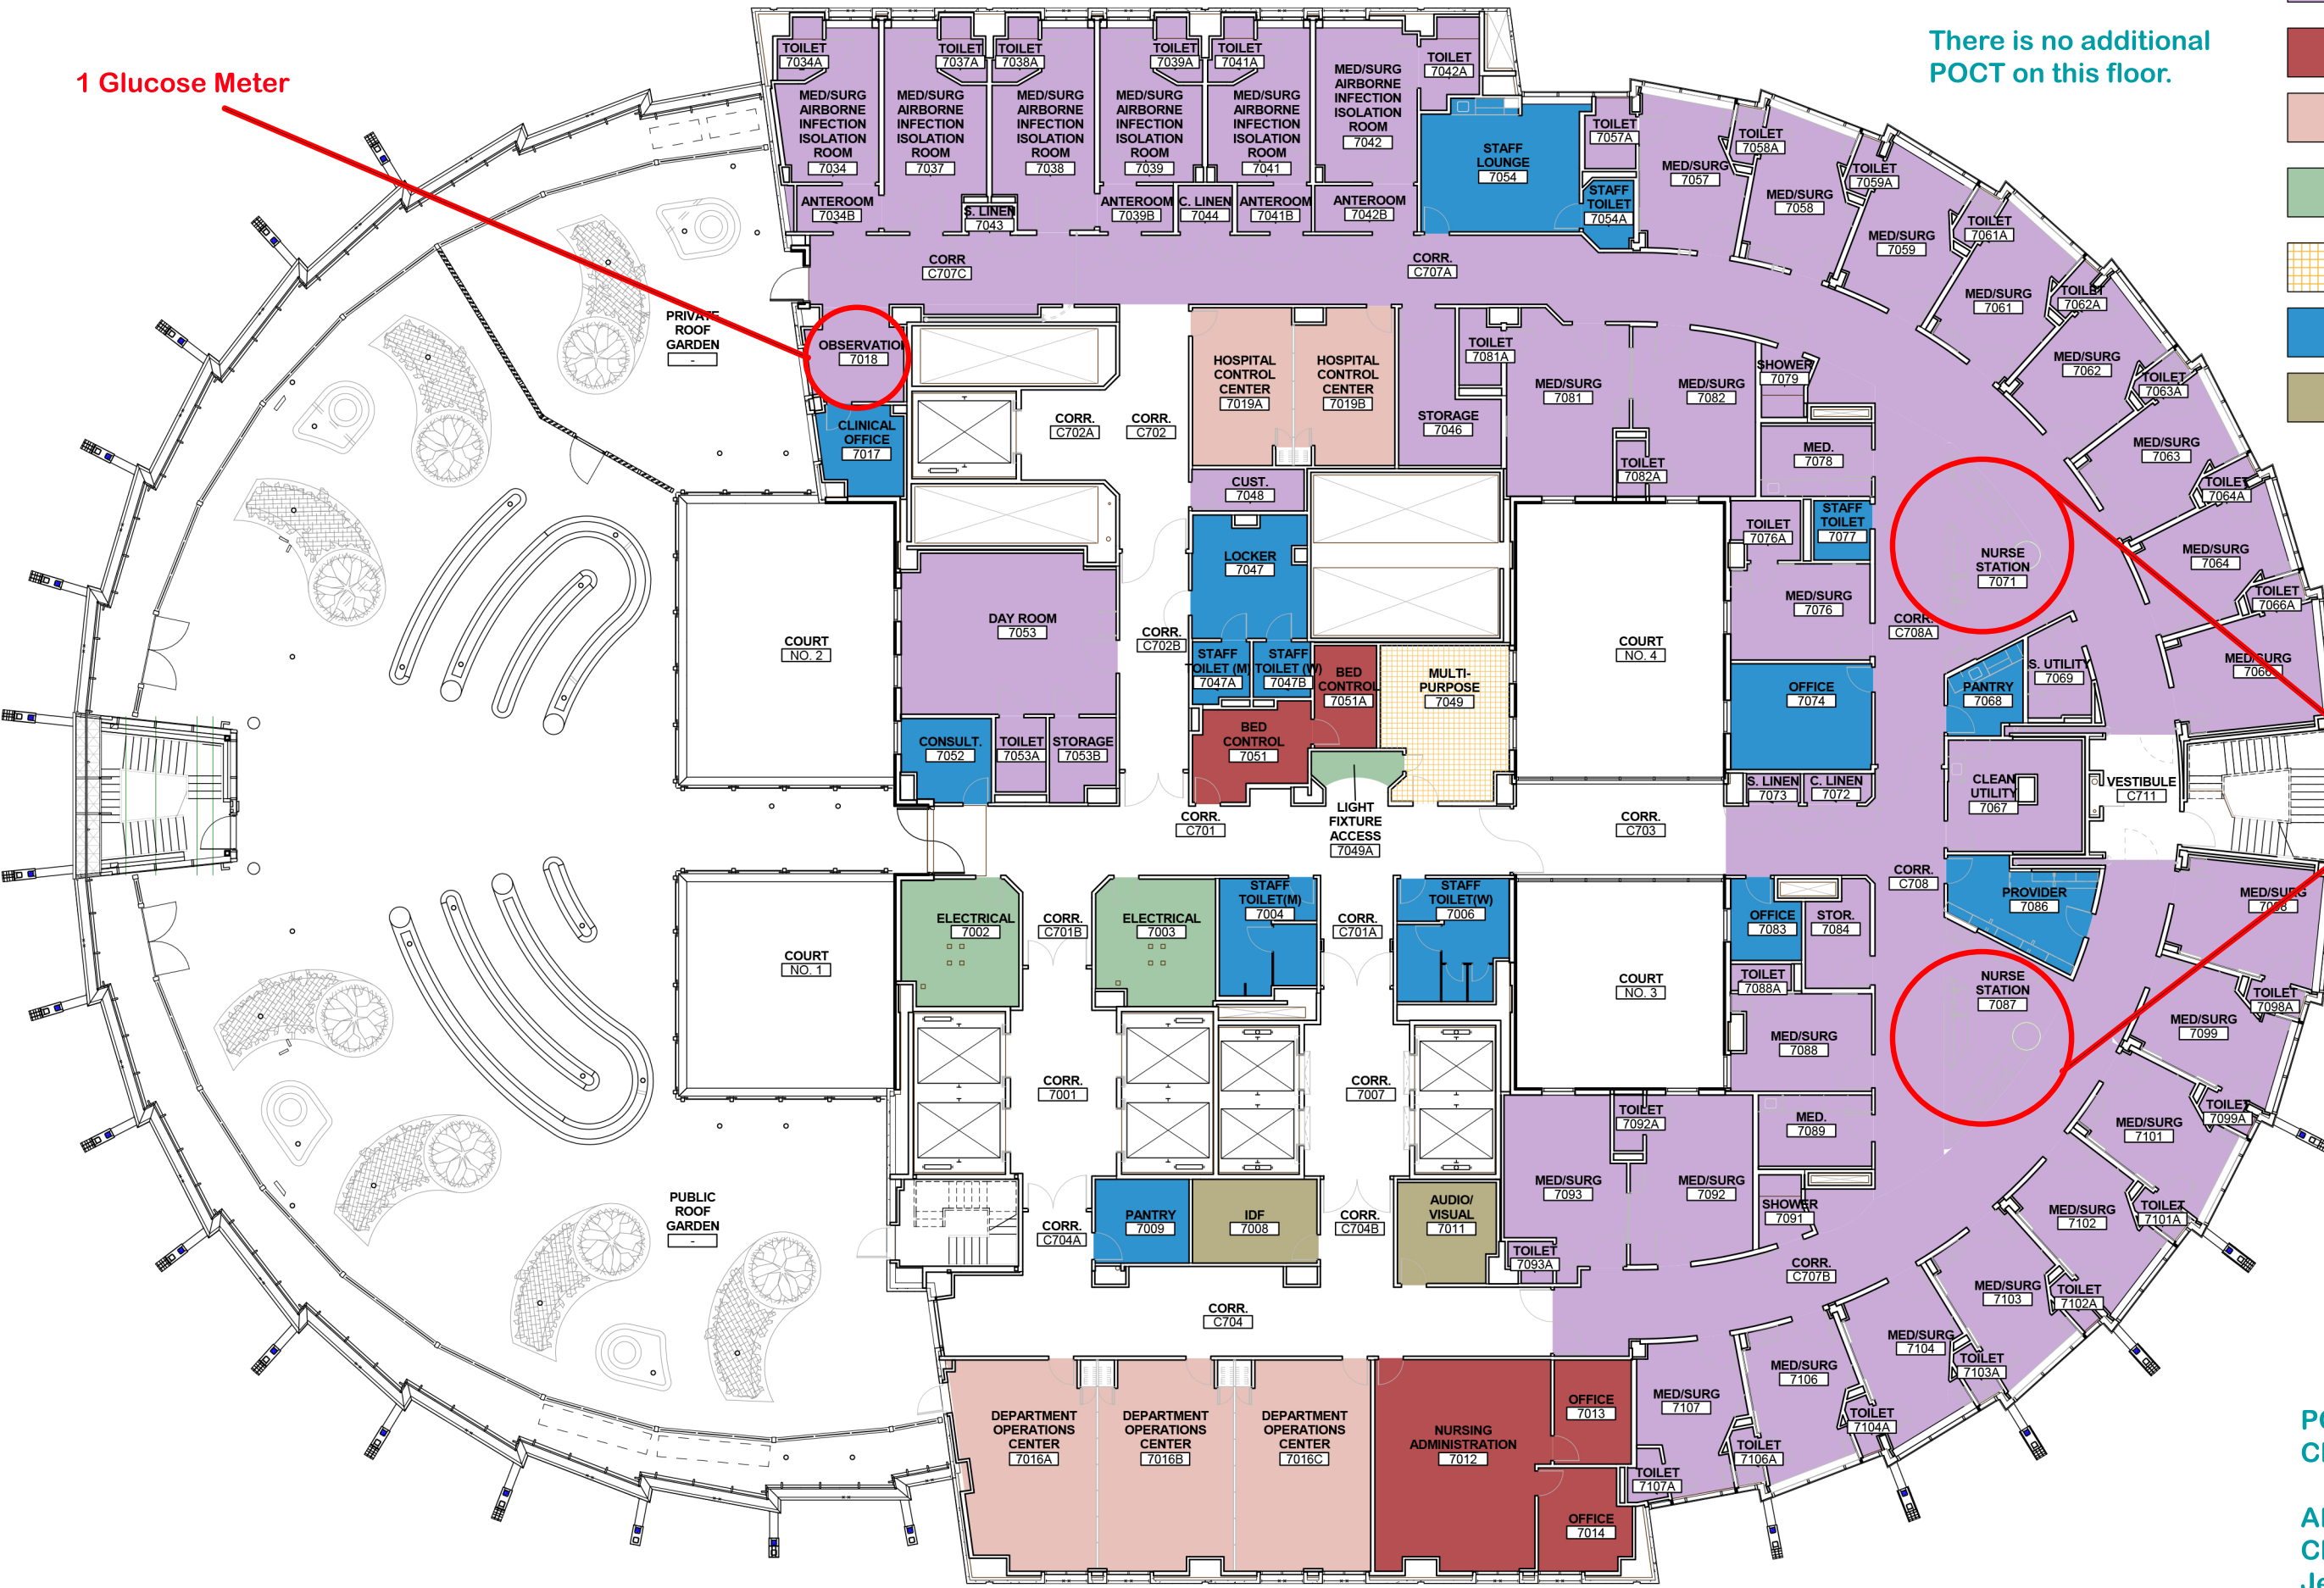 There is no additional
POCT on this floor.
1 Glucose Meter
TOILET
7034A
TOILET
7037A
TOILET
7038A
TOILET
7039A
TOILET
7041A
TOILET
7042A
MED/SURG
AIRBORNE
INFECTION
ISOLATION
ROOM
7034
MED/SURG
AIRBORNE
INFECTION
ISOLATION
ROOM
7037
MED/SURG
AIRBORNE
INFECTION
ISOLATION
ROOM
7038
MED/SURG
AIRBORNE
INFECTION
ISOLATION
ROOM
7039
MED/SURG
AIRBORNE
INFECTION
ISOLATION
ROOM
7041
MED/SURG
AIRBORNE
INFECTION
ISOLATION
ROOM
7042
ANTEROOM
7034B
S. LINEN
7043
ANTEROOM
7039B
C. LINEN
7044
ANTEROOM
7041B
ANTEROOM
7042B
STAFF
LOUNGE
7054
STAFF
TOILET
7054A
TOILET
7057A
MED/SURG
7057
TOILET
7058A
MED/SURG
7058
TOILET
7059A
MED/SURG
7059
TOILET
7061A
MED/SURG
7061
TOILET
7062A
MED/SURG
7062
TOILET
7063A
MED/SURG
7063
TOILET
7064A
MED/SURG
7064
TOILET
7066A
MED/SURG
7066
CORR
C707C
CORR.
C707A
PRIVATE
ROOF
GARDEN
-
OBSERVATION
7018
CLINICAL
OFFICE
7017
CORR.
C702A
CORR.
C702
HOSPITAL
CONTROL
CENTER
7019A
HOSPITAL
CONTROL
CENTER
7019B
TOILET
7081A
STORAGE
7046
MED/SURG
7081
MED/SURG
7082
TOILET
7082A
SHOWER
7079
MED.
7078
CUST.
7048
LOCKER
7047
TOILET
7076A
STAFF
TOILET
7077
MED/SURG
7076
NURSE
STATION
7071
CORR.
C708A
DAY ROOM
7053
COURT
NO. 2
CORR.
C702B
STAFF
TOILET (M)
7047A
STAFF
TOILET (W)
7047B
BED
CONTROL
7051A
MULTI-
PURPOSE
7049
COURT
NO. 4
OFFICE
7074
PANTRY
7068
S. UTILITY
7069
CONSULT.
7052
TOILET
7053A
STORAGE
7053B
BED
CONTROL
7051
S. LINEN
7073
C. LINEN
7072
CLEAN
UTILITY
7067
VESTIBULE
C711
CORR.
C701
LIGHT
FIXTURE
ACCESS
7049A
CORR.
C703
CORR.
C708
ELECTRICAL
7002
CORR.
C701B
ELECTRICAL
7003
STAFF
TOILET(M)
7004
CORR.
C701A
STAFF
TOILET(W)
7006
OFFICE
7083
STOR.
7084
PROVIDER
7086
MED/SURG
7098
COURT
NO. 1
COURT
NO. 3
TOILET
7088A
NURSE
STATION
7087
TOILET
7098A
MED/SURG
7099
MED/SURG
7088
CORR.
7001
CORR.
7007
TOILET
7092A
MED.
7089
TOILET
7099A
MED/SURG
7101
PUBLIC
ROOF
GARDEN
-
CORR.
C704A
PANTRY
7009
IDF
7008
CORR.
C704B
AUDIO/
VISUAL
7011
MED/SURG
7093
MED/SURG
7092
SHOWER
7091
TOILET
7093A
CORR.
C707B
MED/SURG
7102
TOILET
7101A
MED/SURG
7103
TOILET
7102A
CORR.
C704
MED/SURG
7104
TOILET
7103A
MED/SURG
7106
TOILET
7104A
MED/SURG
7107
TOILET
7106A
TOILET
7107A
DEPARTMENT
OPERATIONS
CENTER
7016A
DEPARTMENT
OPERATIONS
CENTER
7016B
DEPARTMENT
OPERATIONS
CENTER
7016C
NURSING
ADMINISTRATION
7012
OFFICE
7013
OFFICE
7014